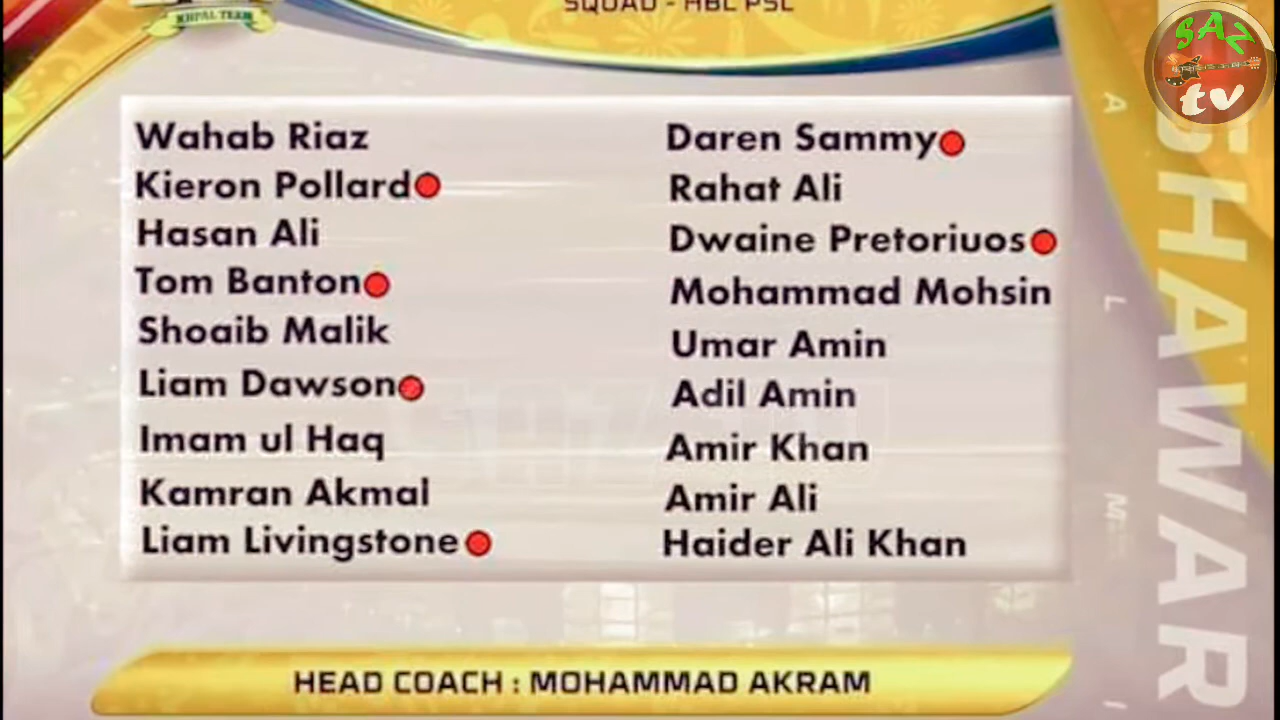 KHPAL TEAM
SQUAD - HBL PSL
SAZ
tv
Wahab Riaz
Kieron Pollard
Hasan Ali
Tom Banton
Shoaib Malik
Liam Dawson
Imam ul Haq
Kamran Akmal
Liam Livingstone
Daren Sammy
Rahat Ali
Dwaine Pretoriuos
Mohammad Mohsin
Umar Amin
Adil Amin
Amir Khan
Amir Ali
Haider Ali Khan
HEAD COACH : MOHAMMAD AKRAM
SHAWAR
A L M I